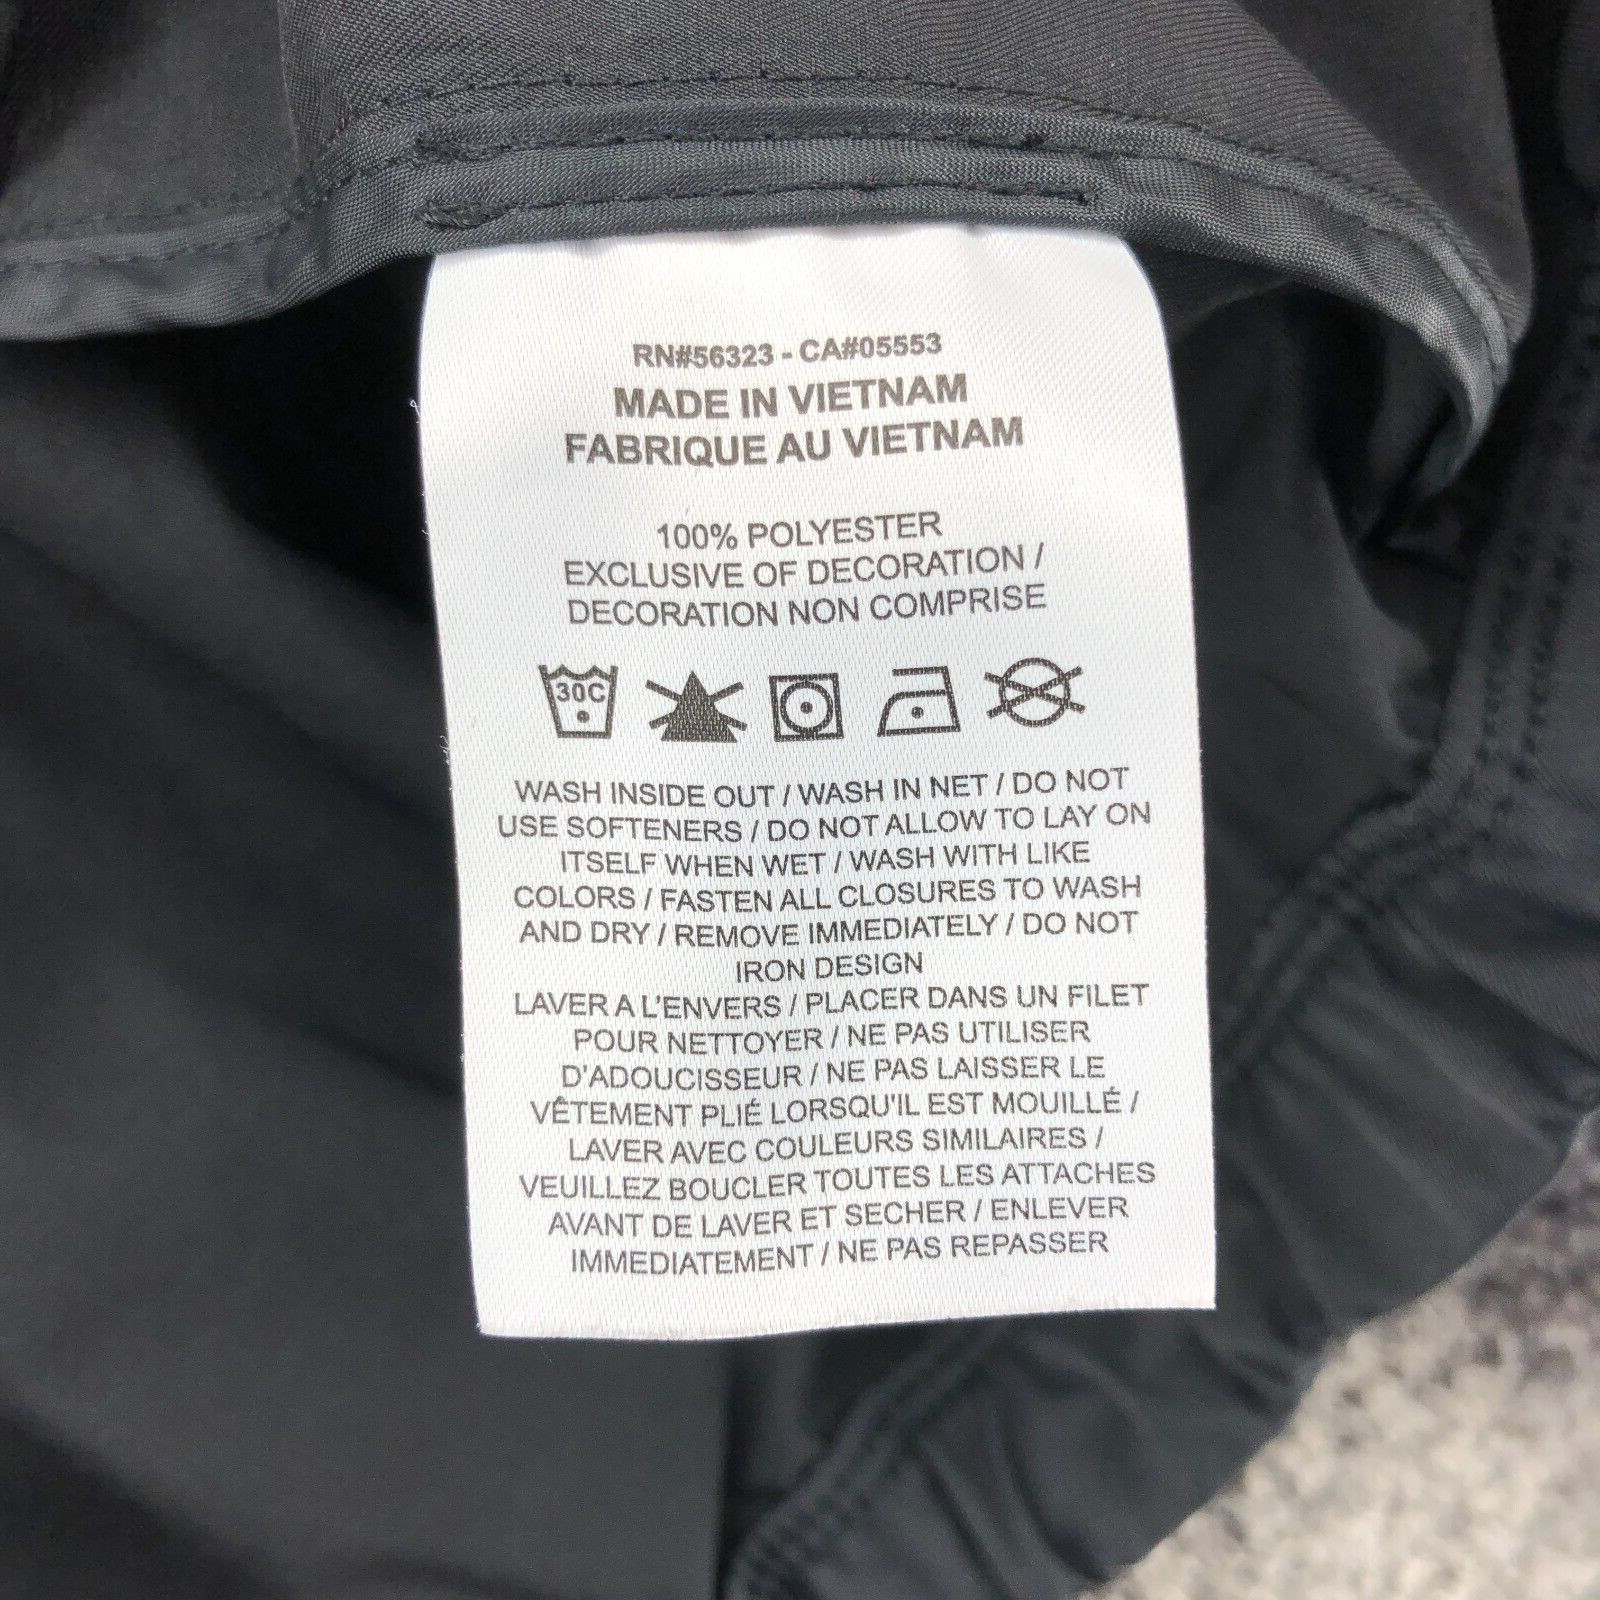 RN#56323 - CA#05553
MADE IN VIETNAM
FABRIQUE AU VIETNAM
100% POLYESTER
EXCLUSIVE OF DECORATION /
DECORATION NON COMPRISE
30C
WASH INSIDE OUT / WASH IN NET / DO NOT
USE SOFTENERS / DO NOT ALLOW TO LAY ON
ITSELF WHEN WET / WASH WITH LIKE
COLORS / FASTEN ALL CLOSURES TO WASH
AND DRY / REMOVE IMMEDIATELY / DO NOT
IRON DESIGN
LAVER A L'ENVERS / PLACER DANS UN FILET
POUR NETTOYER / NE PAS UTILISER
D'ADOUCISSEUR / NE PAS LAISSER LE
VÊTEMENT PLIÉ LORSQU'IL EST MOUILLÉ /
LAVER AVEC COULEURS SIMILAIRES /
VEUILLEZ BOUCLER TOUTES LES ATTACHES
AVANT DE LAVER ET SECHER / ENLEVER
IMMEDIATEMENT / NE PAS REPASSER